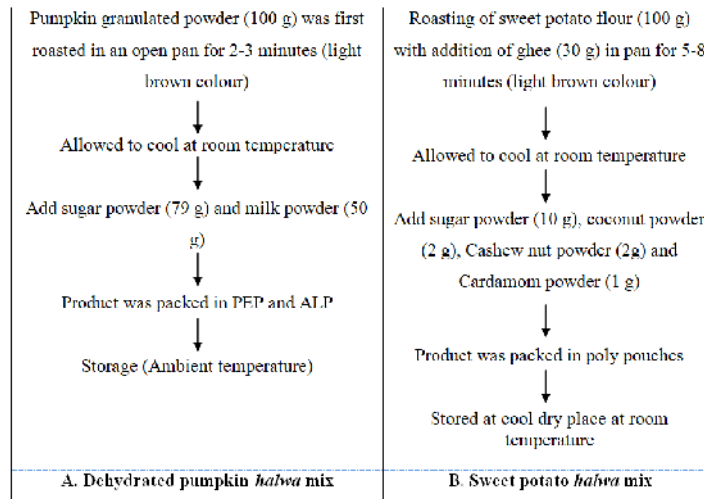 Pumpkin granulated powder (100 g) was first
roasted in an open pan for 2-3 minutes (light
brown colour)
Allowed to cool at room temperature
Add sugar powder (79 g) and milk powder (50
g)
Product was packed in PEP and ALP
Storage (Ambient temperature)
A. Dehydrated pumpkin halwa mix
Roasting of sweet potato flour (100 g)
with addition of ghee (30 g) in pan for 5-8
minutes (light brown colour)
Allowed to cool at room temperature
Add sugar powder (10 g), coconut powder
(2 g), Cashew nut powder (2g) and
Cardamom powder (1 g)
Product was packed in poly pouches
Stored at cool dry place at room
temperature
B. Sweet potato halwa mix